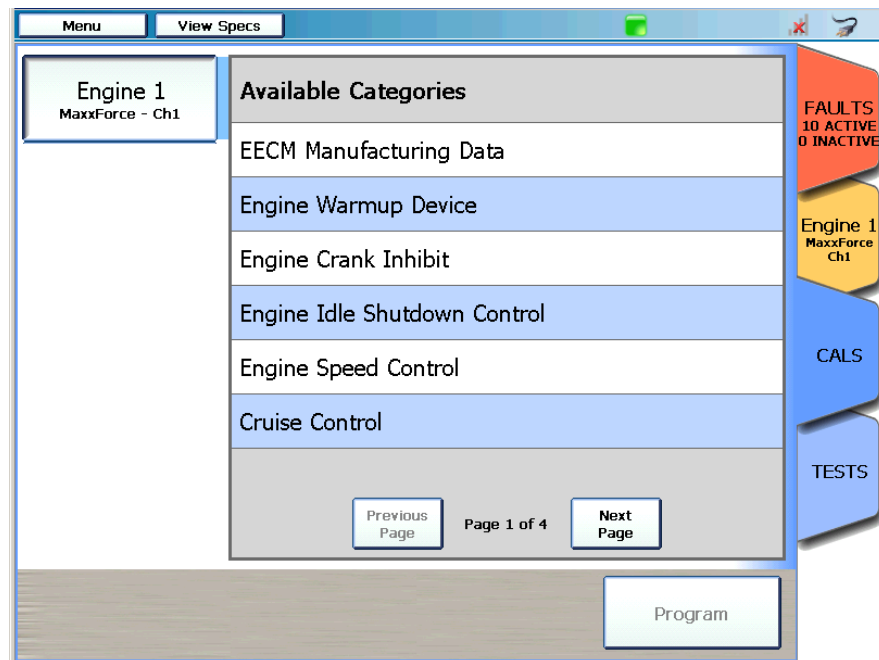 Menu
View Specs
Engine 1
MaxxForce - Ch1
Available Categories
EECM Manufacturing Data
Engine Warmup Device
Engine Crank Inhibit
Engine Idle Shutdown Control
Engine Speed Control
Cruise Control
Previous
Page
Page 1 of 4
Next
Page
Program
FAULTS
10 ACTIVE
0 INACTIVE
Engine 1
MaxxForce
Ch1
CALS
TESTS